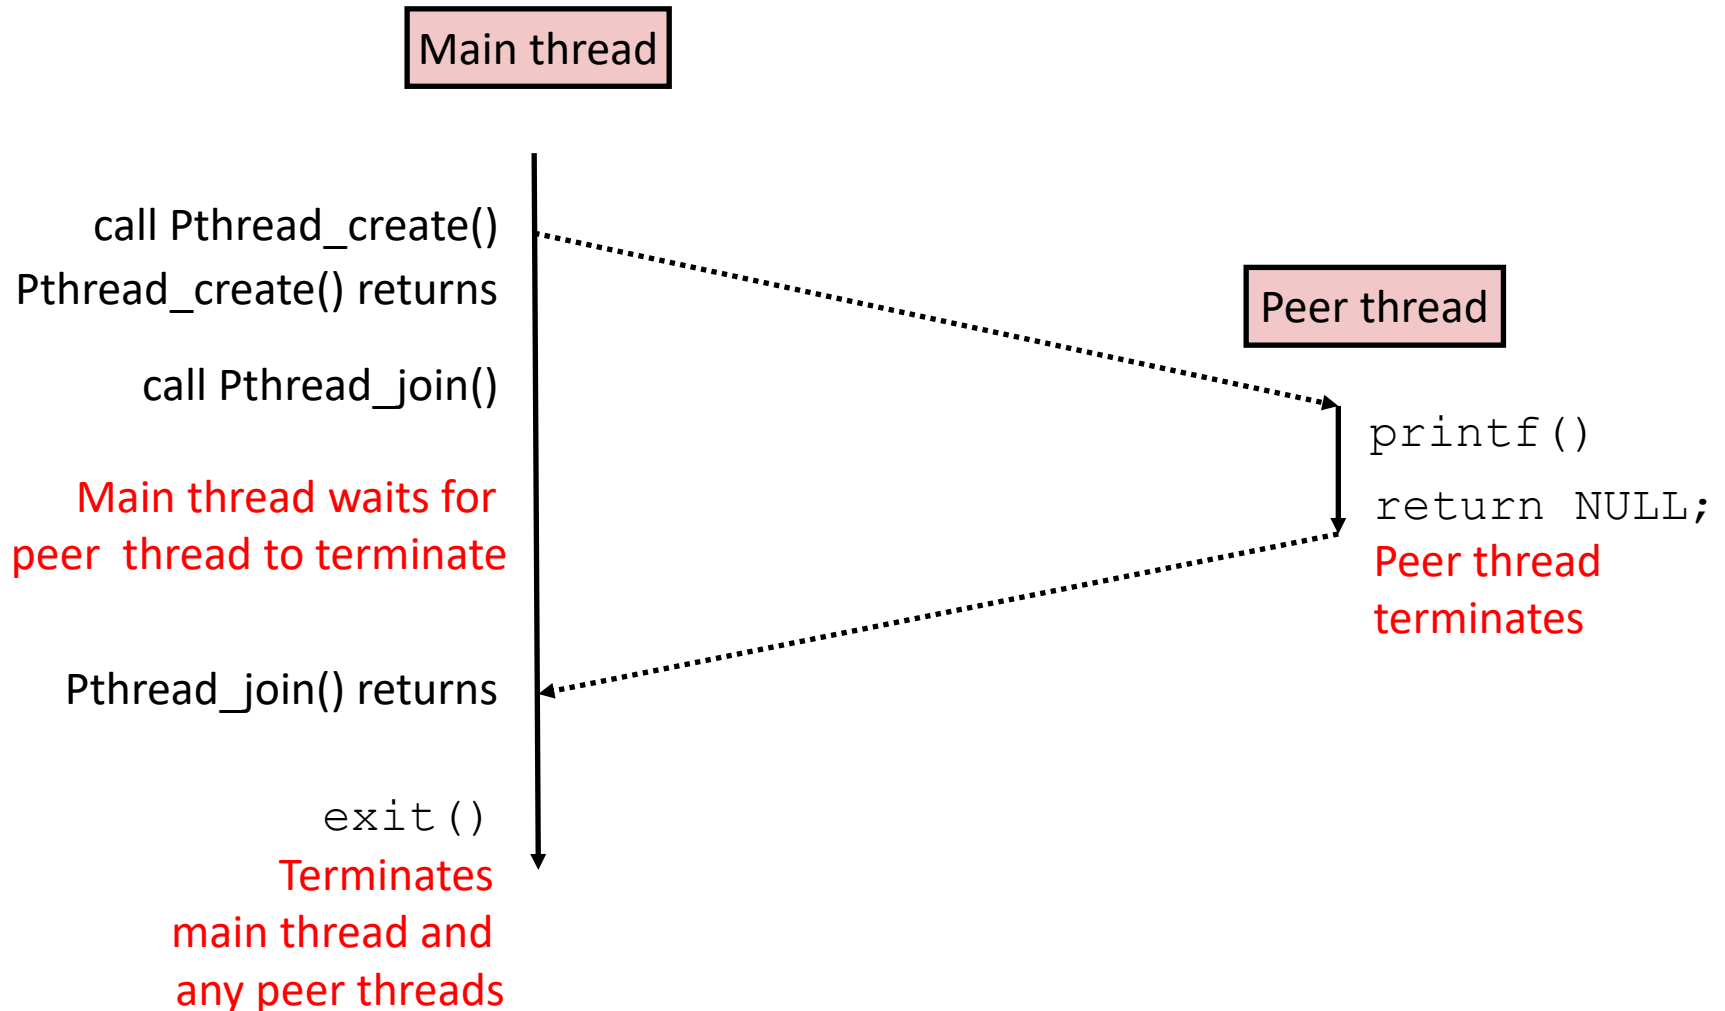 Main thread
call Pthread_create()
Pthread_create() returns
Peer thread
call Pthread_join()
printf()
Main thread waits for
peer  thread to terminate
return NULL;
Peer thread
terminates
Pthread_join() returns
exit()
Terminates
main thread and
any peer threads